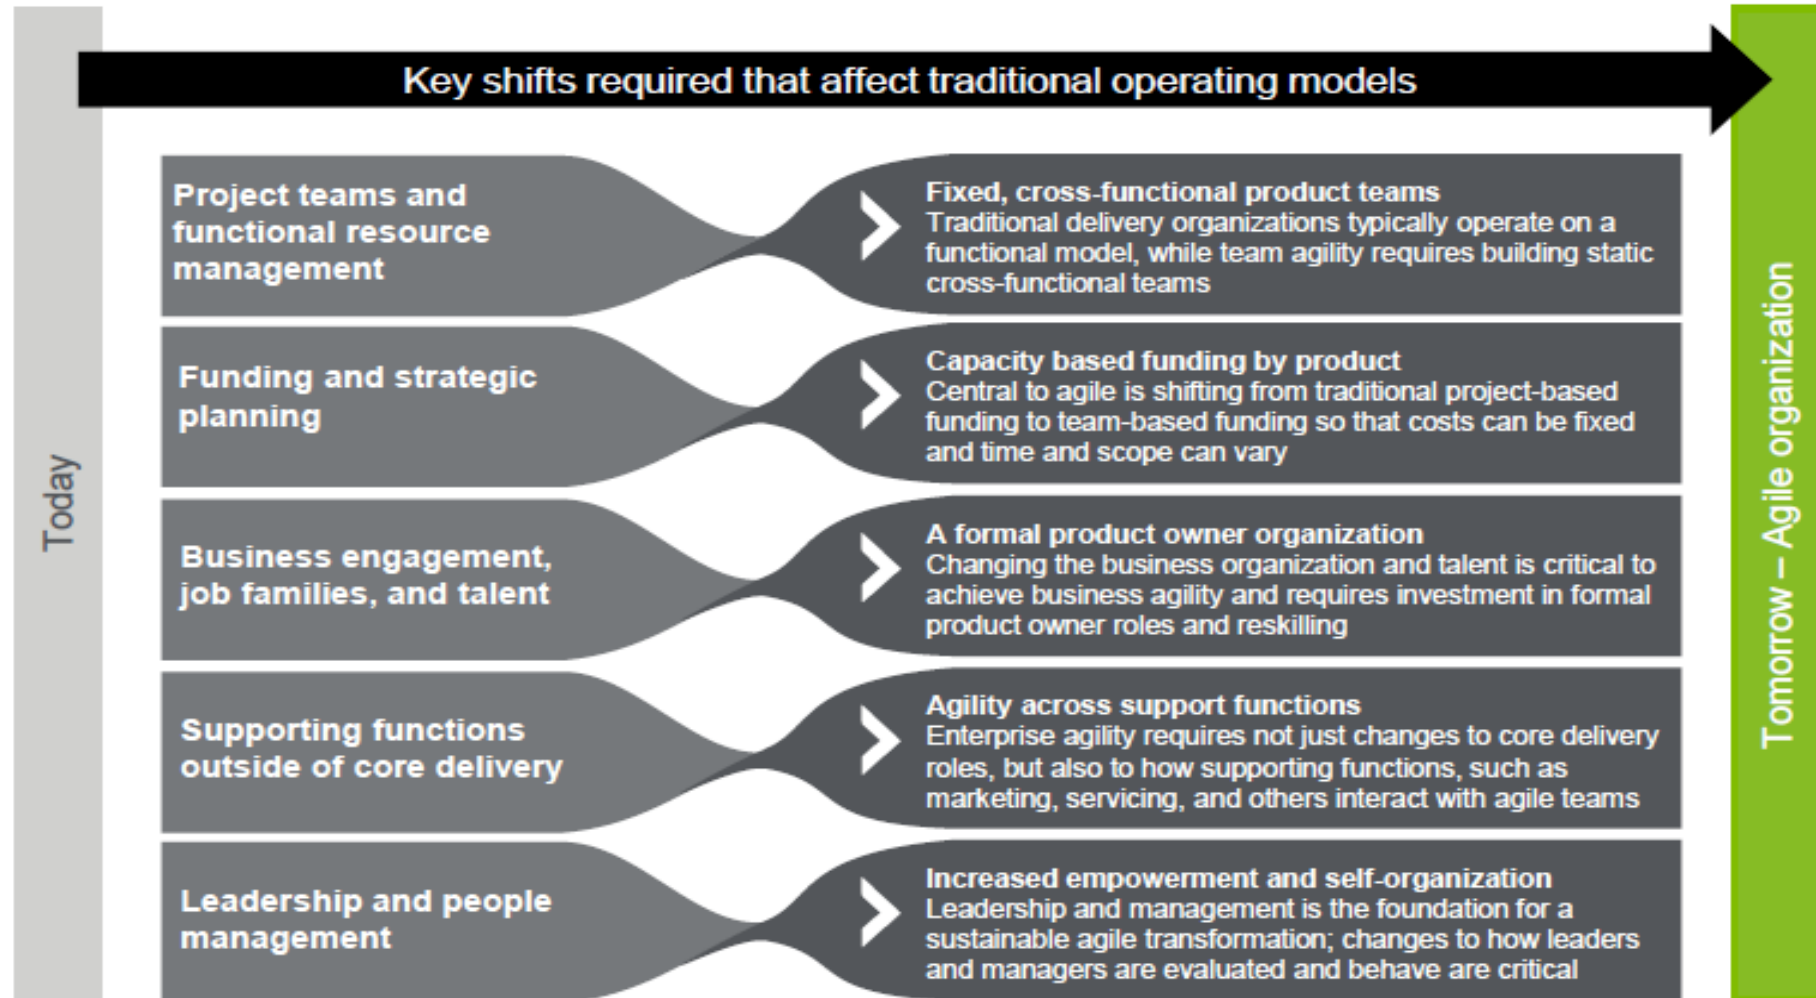 Key shifts required that affect traditional operating models
Today
Project teams and
functional resource
management
Fixed, cross-functional product teams
Traditional delivery organizations typically operate on a
functional model, while team agility requires building static
cross-functional teams
Funding and strategic
planning
Capacity based funding by product
Central to agile is shifting from traditional project-based
funding to team-based funding so that costs can be fixed
and time and scope can vary
Business engagement,
job families, and talent
A formal product owner organization
Changing the business organization and talent is critical to
achieve business agility and requires investment in formal
product owner roles and reskilling
Supporting functions
outside of core delivery
Agility across support functions
Enterprise agility requires not just changes to core delivery
roles, but also to how supporting functions, such as
marketing, servicing, and others interact with agile teams
Leadership and people
management
Increased empowerment and self-organization
Leadership and management is the foundation for a
sustainable agile transformation; changes to how leaders
and managers are evaluated and behave are critical
Tomorrow – Agile organization